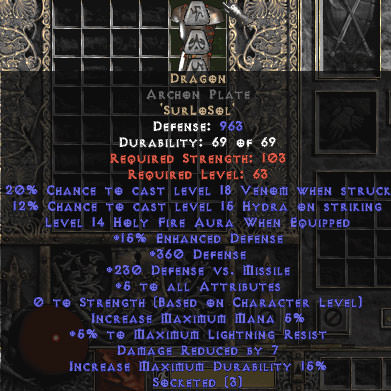 Dragon
Archon Plate
'SurLoSol'
Defense: 963
Durability: 69 of 69
Required Strength: 103
Required Level: 63
20% Chance to cast level 18 Venom when struck
12% Chance to cast level 15 Hydra on striking
Level 14 Holy Fire Aura When Equipped
+15% Enhanced Defense
+360 Defense
+230 Defense vs. Missile
+5 to all Attributes
0 to Strength (Based on Character Level)
Increase Maximum Mana 5%
+5% to Maximum Lightning Resist
Damage Reduced by 7
Increase Maximum Durability 15%
Socketed (3)